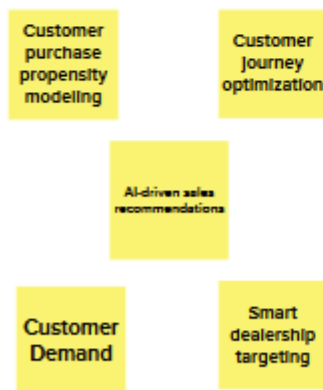 Customer
purchase
propensity
modeling
Customer
journey
optimization
AI-driven sales
recommendations
Customer
Demand
Smart
dealership
targeting